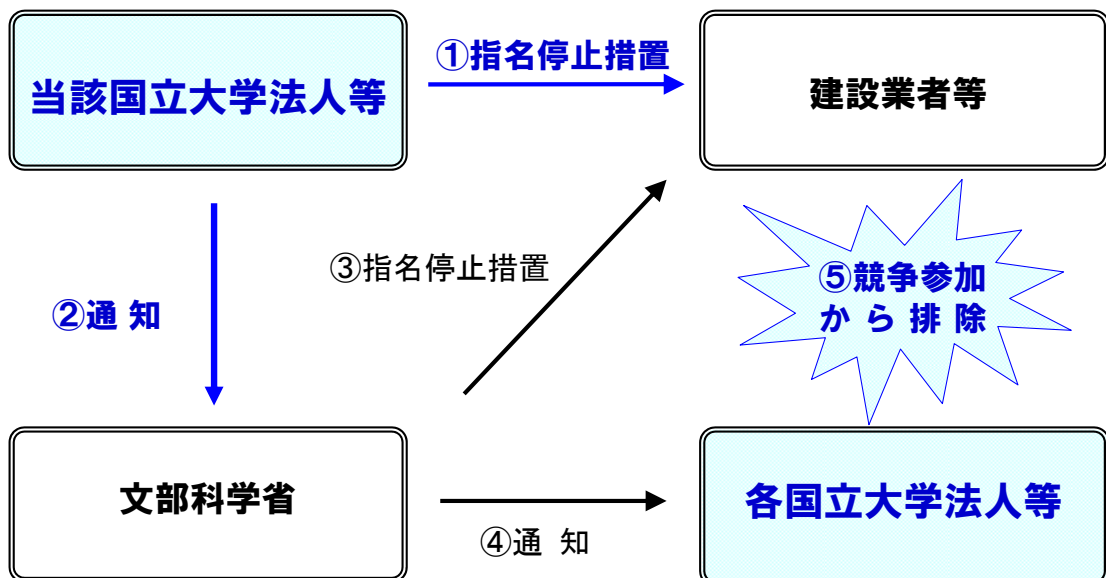 当該国立大学法人等
①指名停止措置
建設業者等
②通 知
③指名停止措置
⑤競争参加
か ら 排 除
文部科学省
④通 知
各国立大学法人等